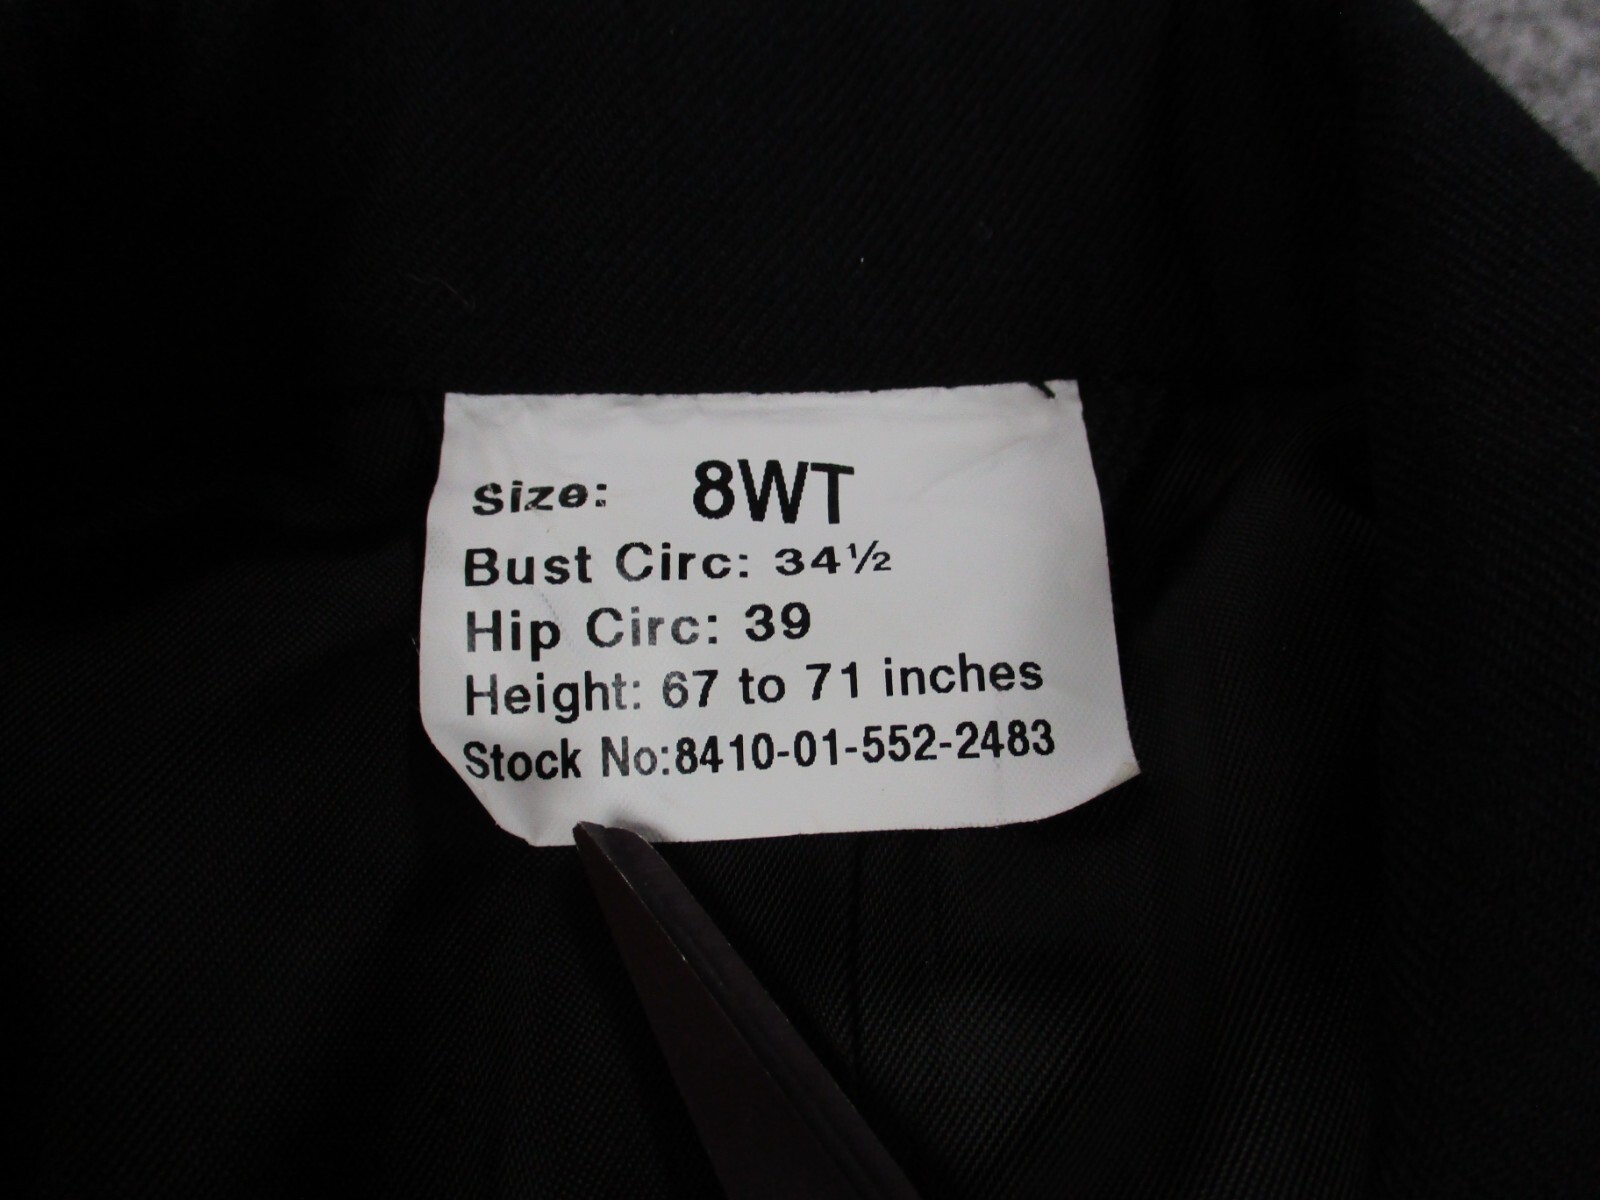 Size: 8WT
Bust Circ: 34½
Hip Circ: 39
Height: 67 to 71 inches
Stock No:8410-01-552-2483